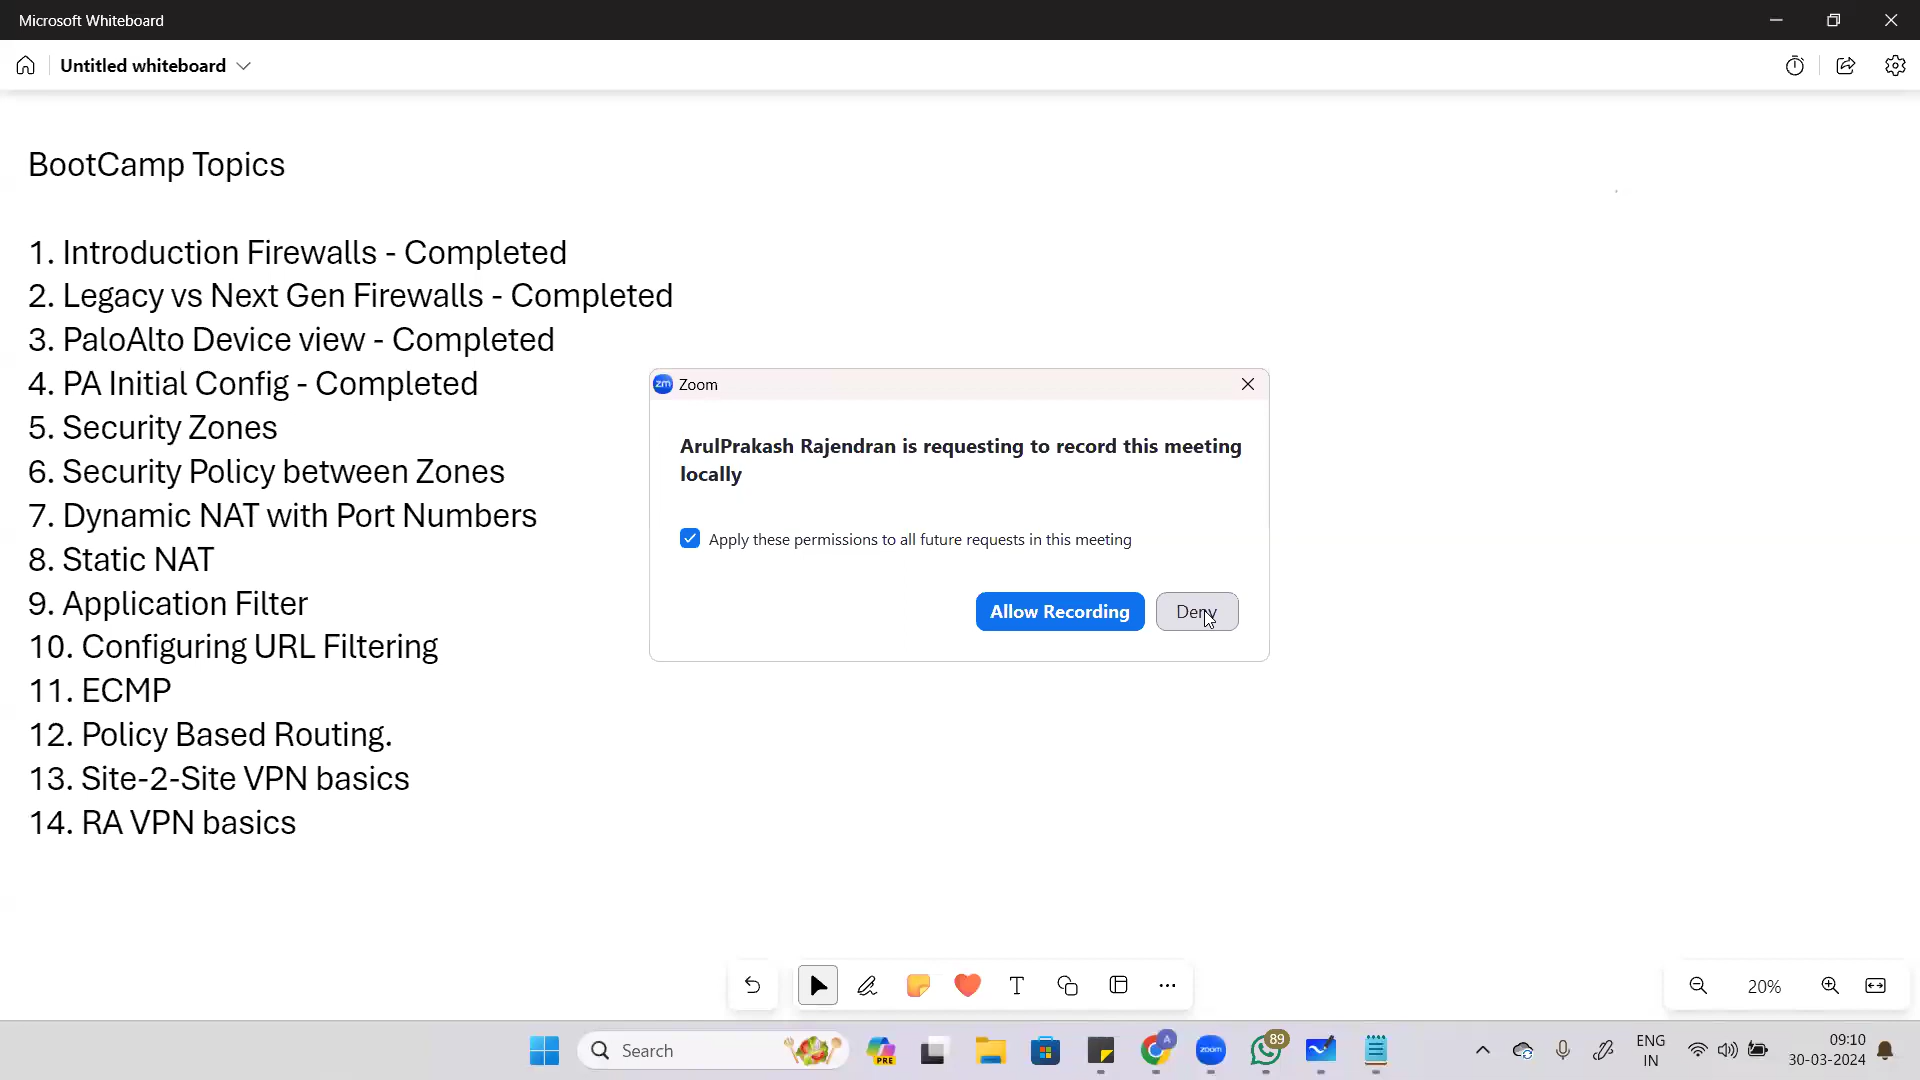 Microsoft Whiteboard
Untitled whiteboard
BootCamp Topics
1. Introduction Firewalls - Completed
2. Legacy vs Next Gen Firewalls - Completed
3. PaloAlto Device view - Completed
4. PA Initial Config - Completed
5. Security Zones
6. Security Policy between Zones
7. Dynamic NAT with Port Numbers
8. Static NAT
9. Application Filter
10. Configuring URL Filtering
11. ECMP
12. Policy Based Routing.
13. Site-2-Site VPN basics
14. RA VPN basics
zm Zoom
ArulPrakash Rajendran is requesting to record this meeting
locally
Apply these permissions to all future requests in this meeting
Allow Recording Deny
20%
Search
PRE
A
zoom
89
ENG
IN
09:10
30-03-2024